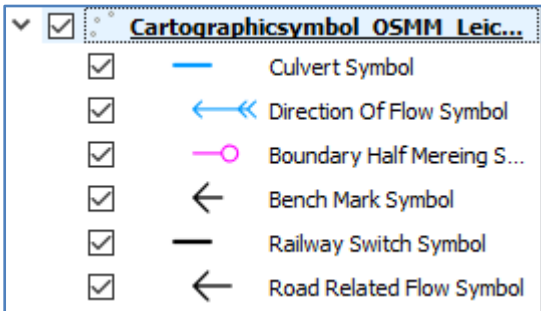 Cartographicsymbol_OSMM_Leic...
Culvert Symbol
Direction Of Flow Symbol
Boundary Half Mereing S...
Bench Mark Symbol
Railway Switch Symbol
Road Related Flow Symbol